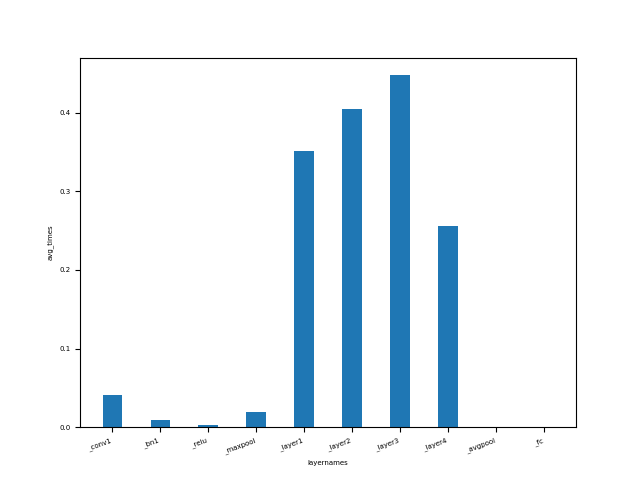 0.4
0.3
0.2
0.1
0.0
avg_times
_conv1
_bn1
_relu
_maxpool
_layer1
_layer2
_layer3
_layer4
_avgpool
_fc
layernames